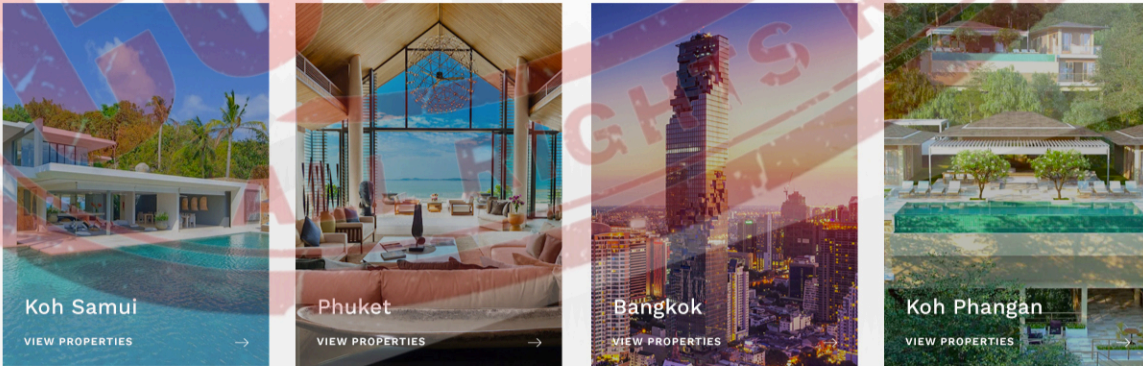 Koh Samui
VIEW PROPERTIES
Phuket
VIEW PROPERTIES
Bangkok
VIEW PROPERTIES
Koh Phangan
VIEW PROPERTIES